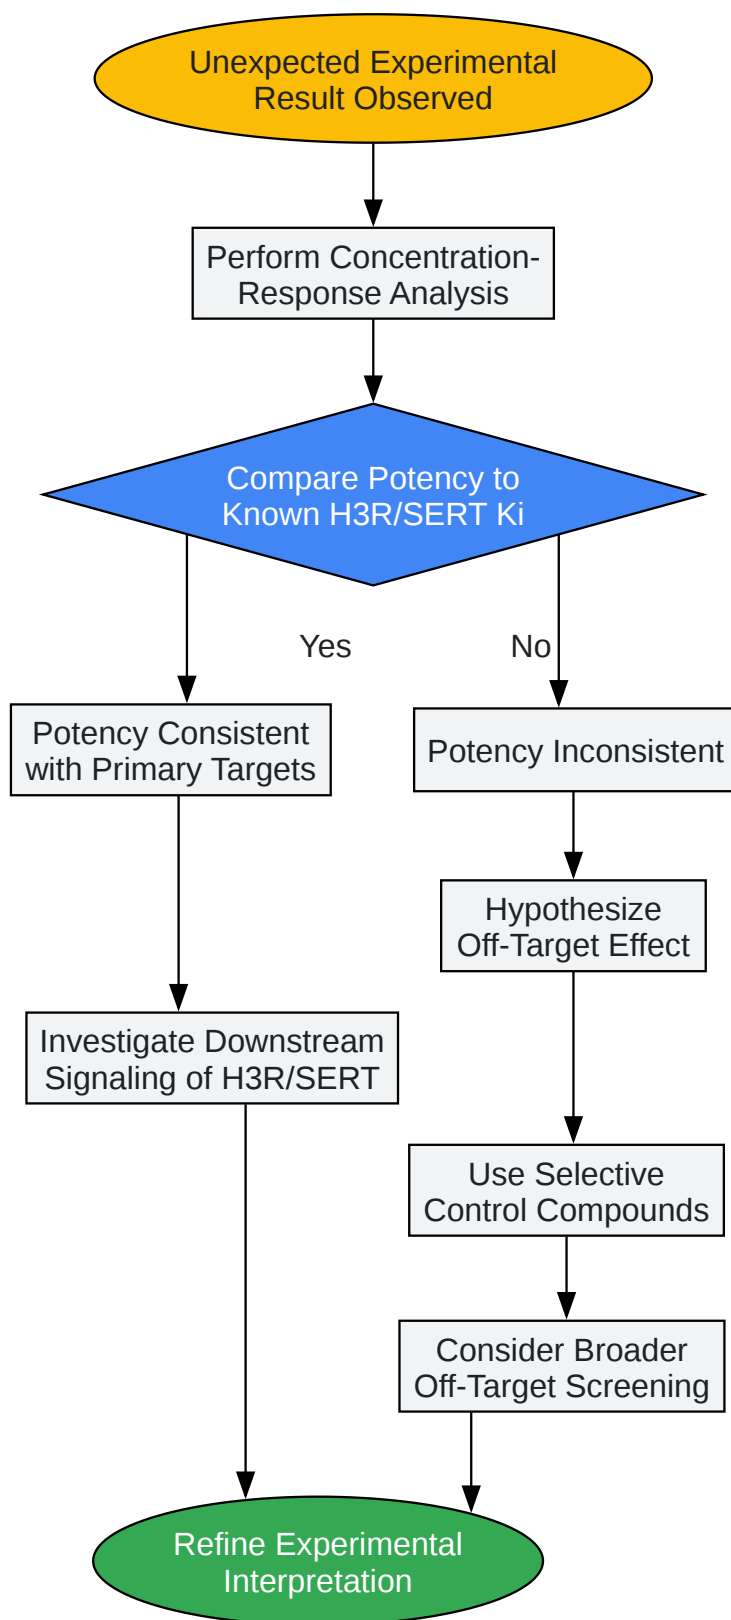 Unexpected Experimental
Result Observed
Perform Concentration-
Response Analysis
Compare Potency to
Known H3R/SERT Ki
Yes
No
Potency Consistent
with Primary Targets
Potency Inconsistent
Hypothesize
Off-Target Effect
Investigate Downstream
Signaling of H3R/SERT
Use Selective
Control Compounds
Consider Broader
Off-Target Screening
Refine Experimental
Interpretation